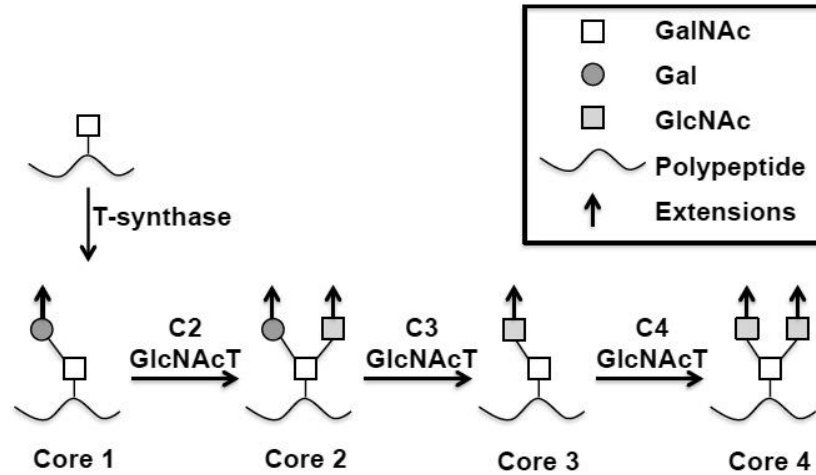 GalNAc
Gal
GlcNAc
Polypeptide
Extensions
T-synthase
C2
GlcNAcT
C3
GlcNAcT
C4
GlcNAcT
Core 1
Core 2
Core 3
Core 4